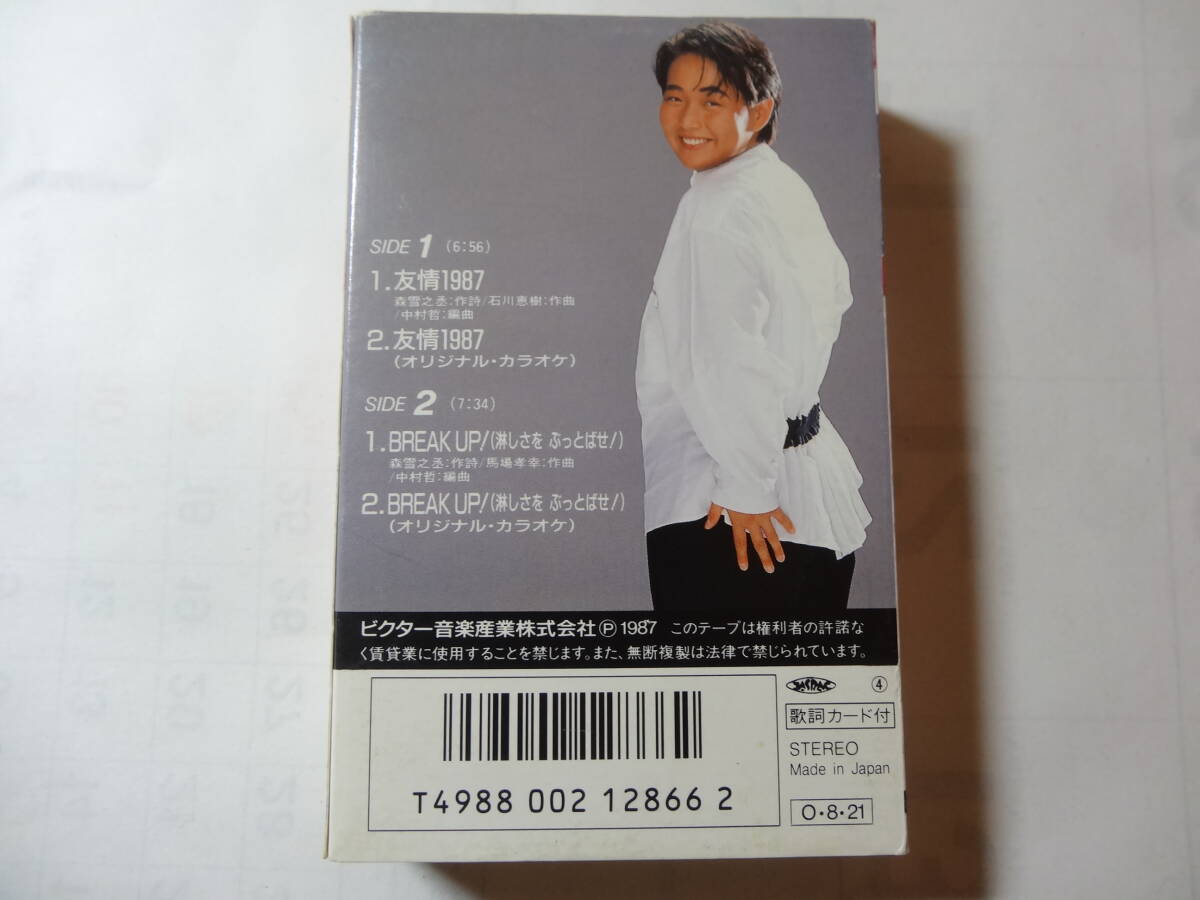 SIDE 1 (6:56)
1. 友情1987
森雪之丞:作詩/石川恵樹:作曲
/中村哲:編曲
2. 友情1987
(オリジナル・カラオケ)
SIDE 2 (7:34)
1. BREAK UP!(淋しさを ぶっとばせ!)
森雪之丞:作詩/馬場孝幸:作曲
/中村哲:編曲
2. BREAK UP!(淋しさを ぶっとばせ!)
(オリジナル・カラオケ)
ビクター音楽産業株式会社Ⓟ1987 このテープは権利者の許諾な
く賃貸業に使用することを禁じます。また、無断複製は法律で禁じられています。
JASRAC ④
歌詞カード付
STEREO
Made in Japan
T4988 002 12866 2
O・8・21